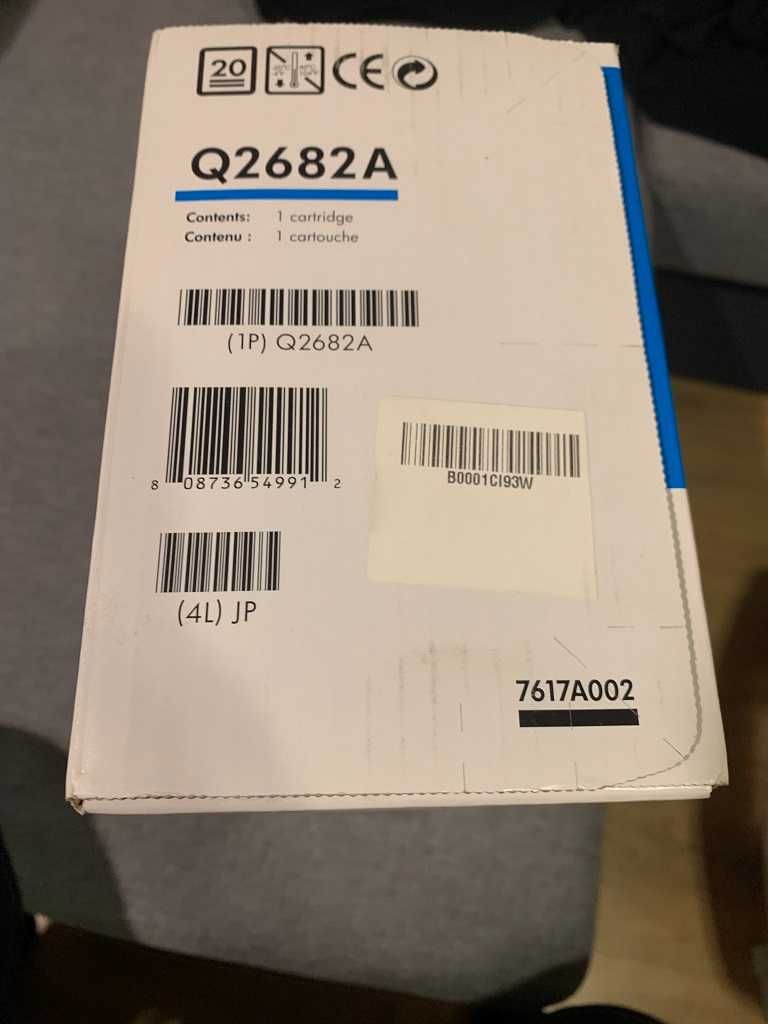 20
CE
Q2682A
Contents: 1 cartridge
Contenu : 1 cartouche
(1P) Q2682A
8 08736 54991 2
B0001CI93W
(4L) JP
7617A002